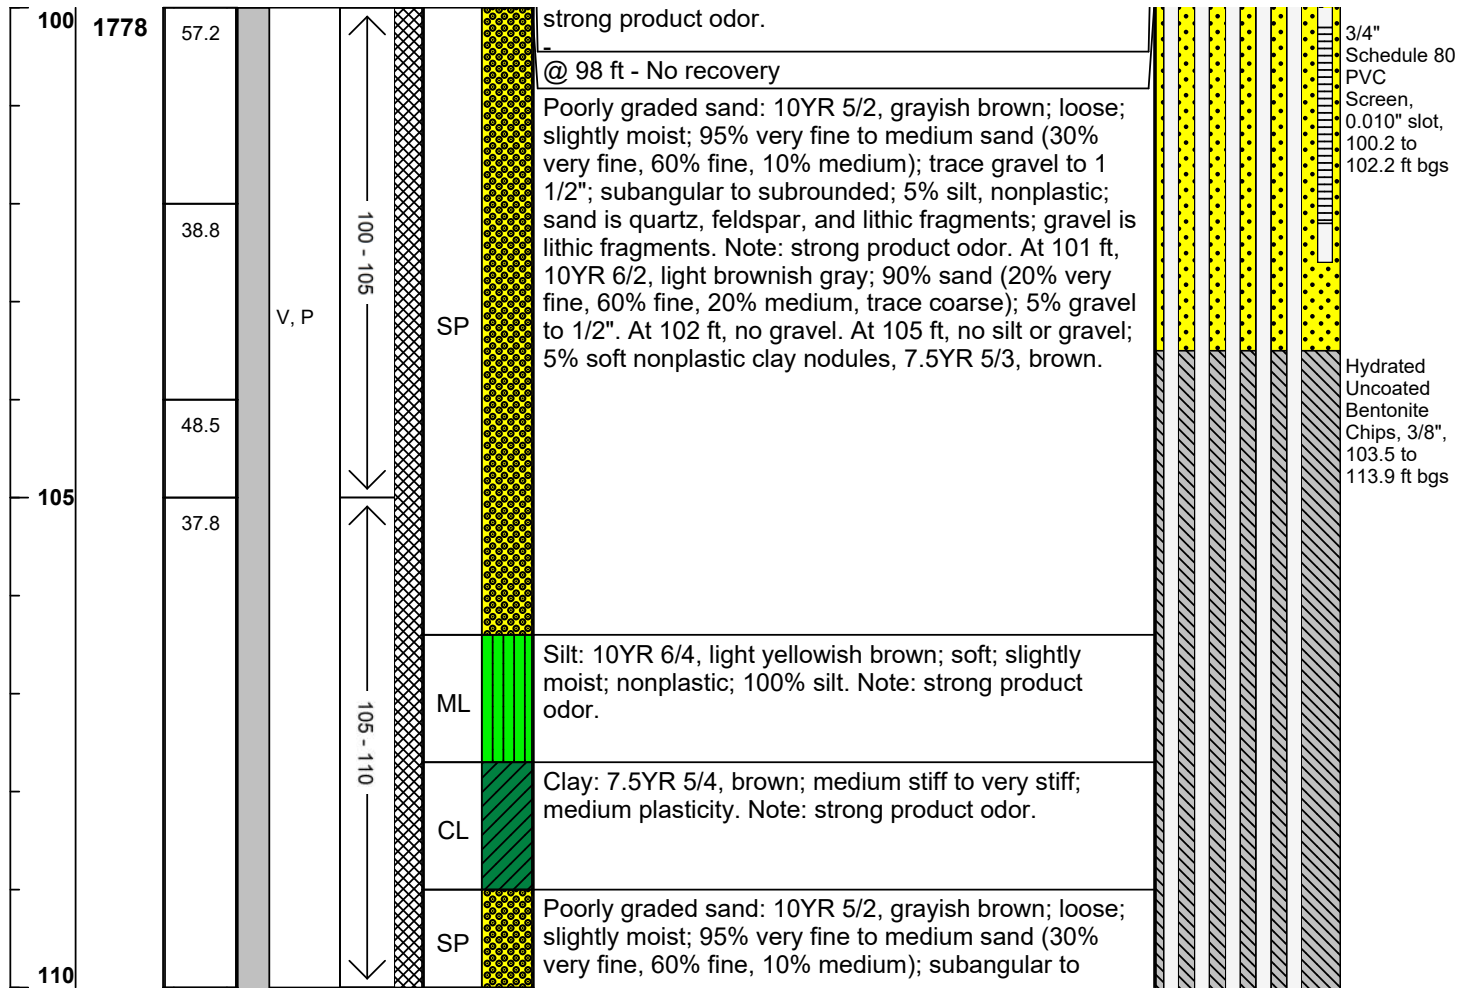 100
1778
57.2
38.8
48.5
37.8
105
110
V, P
100 - 105
105 - 110
SP
ML
CL
SP
strong product odor.
-
@ 98 ft - No recovery
Poorly graded sand: 10YR 5/2, grayish brown; loose;
slightly moist; 95% very fine to medium sand (30%
very fine, 60% fine, 10% medium); trace gravel to 1
1/2"; subangular to subrounded; 5% silt, nonplastic;
sand is quartz, feldspar, and lithic fragments; gravel is
lithic fragments. Note: strong product odor. At 101 ft,
10YR 6/2, light brownish gray; 90% sand (20% very
fine, 60% fine, 20% medium, trace coarse); 5% gravel
to 1/2". At 102 ft, no gravel. At 105 ft, no silt or gravel;
5% soft nonplastic clay nodules, 7.5YR 5/3, brown.
Silt: 10YR 6/4, light yellowish brown; soft; slightly
moist; nonplastic; 100% silt. Note: strong product
odor.
Clay: 7.5YR 5/4, brown; medium stiff to very stiff;
medium plasticity. Note: strong product odor.
Poorly graded sand: 10YR 5/2, grayish brown; loose;
slightly moist; 95% very fine to medium sand (30%
very fine, 60% fine, 10% medium); subangular to
3/4"
Schedule 80
PVC
Screen,
0.010" slot,
100.2 to
102.2 ft bgs
Hydrated
Uncoated
Bentonite
Chips, 3/8",
103.5 to
113.9 ft bgs